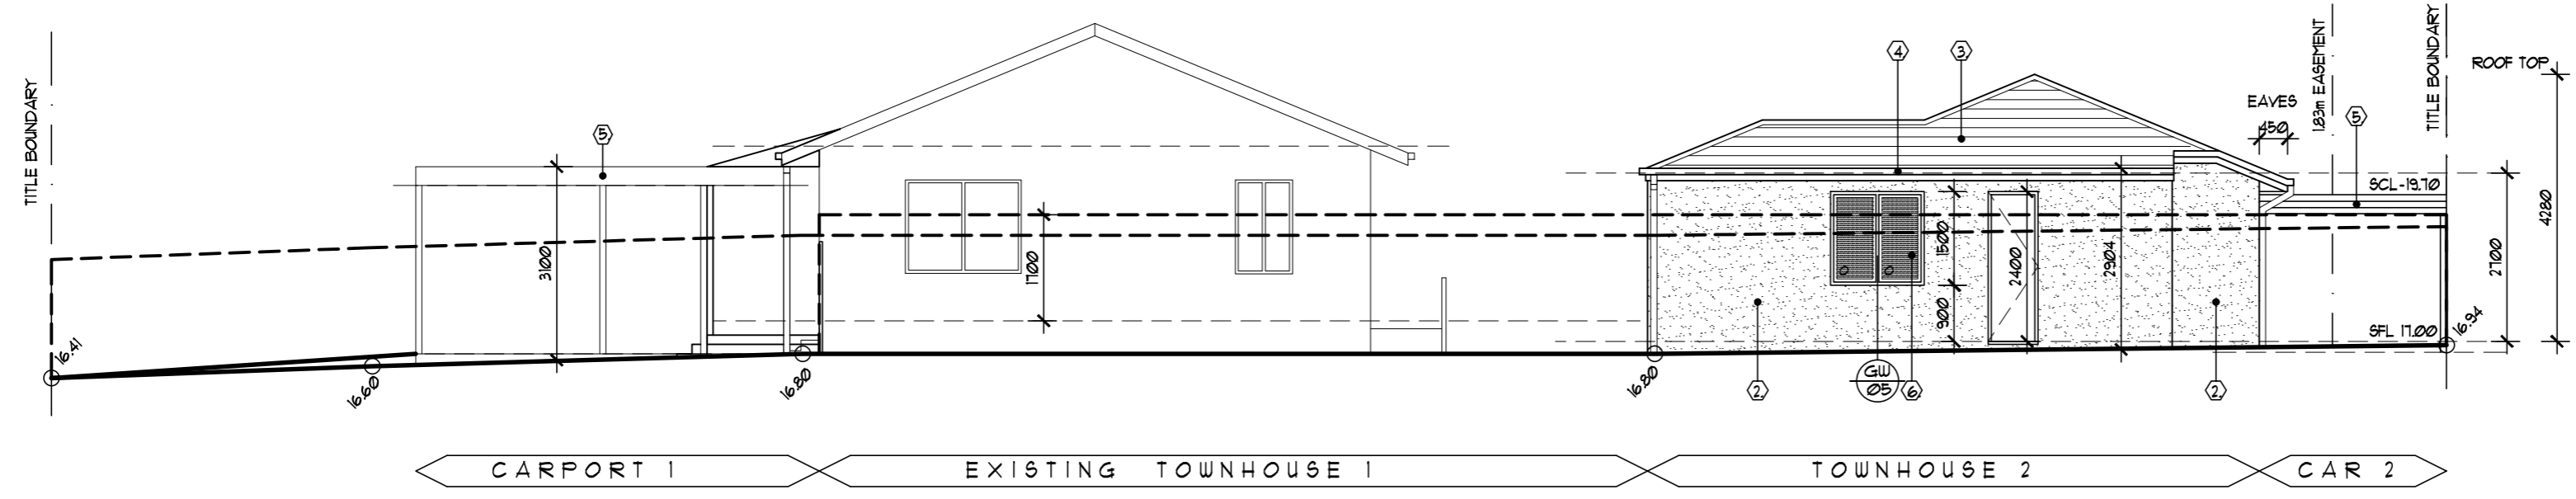 TITLE BOUNDARY
1.83m EASEMENT
TITLE BOUNDARY
ROOF TOP
EAVES
450
4
3
5
5
SCL-19.70
3100
1700
1500
900
2400
2904
2700
4280
SFL 17.00
16.41
16.60
16.80
16.80
16.94
2
GW
05
6
2
CARPORT 1
EXISTING TOWNHOUSE 1
TOWNHOUSE 2
CAR 2